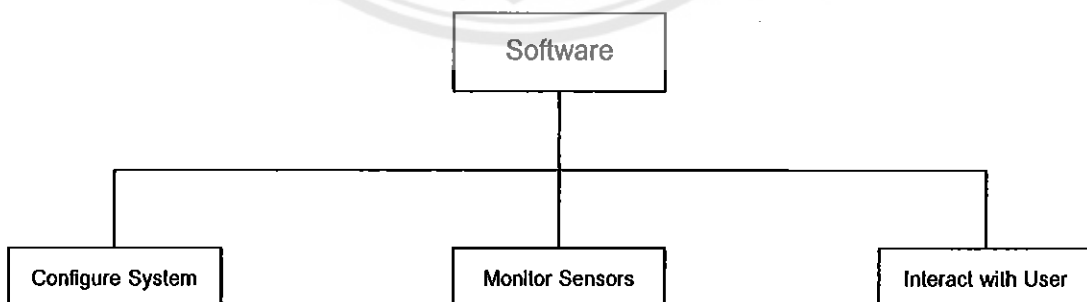 Software
Configure System
Monitor Sensors
Interact with User